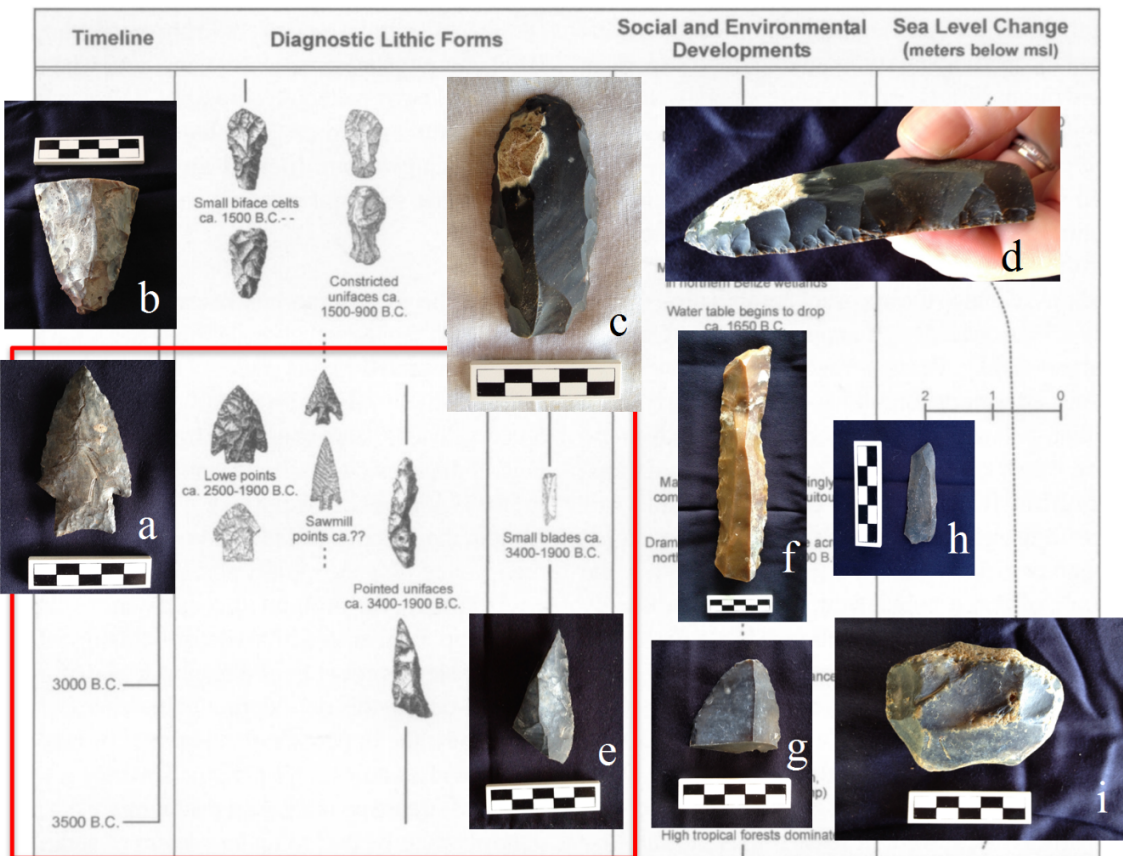 Timeline
Diagnostic Lithic Forms
Social and Environmental
Developments
Sea Level Change
(meters below msl)
Small biface celts
ca. 1500 B.C.- -
Constricted
unifaces ca.
1500-900 B.C.
b
c
d
in northern Belize wetlands
Water table begins to drop
ca. 1650 B.C.
2
1
0
Lowe points
ca. 2500-1900 B.C.
Sawmill
points ca.??
Pointed unifaces
ca. 3400-1900 B.C.
Small blades ca.
3400-1900 B.C.
a
f
h
3000 B.C.
3500 B.C.
e
g
i
High tropical forests dominate